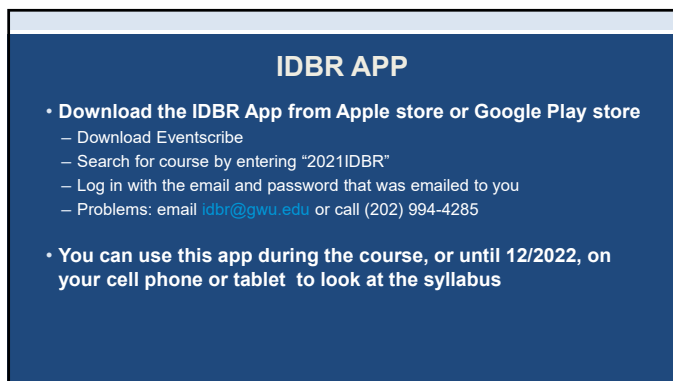 IDBR APP
• Download the IDBR App from Apple store or Google Play store
– Download Eventscribe
– Search for course by entering “2021IDBR”
– Log in with the email and password that was emailed to you
– Problems: email idbr@gwu.edu or call (202) 994-4285
• You can use this app during the course, or until 12/2022, on
your cell phone or tablet  to look at the syllabus